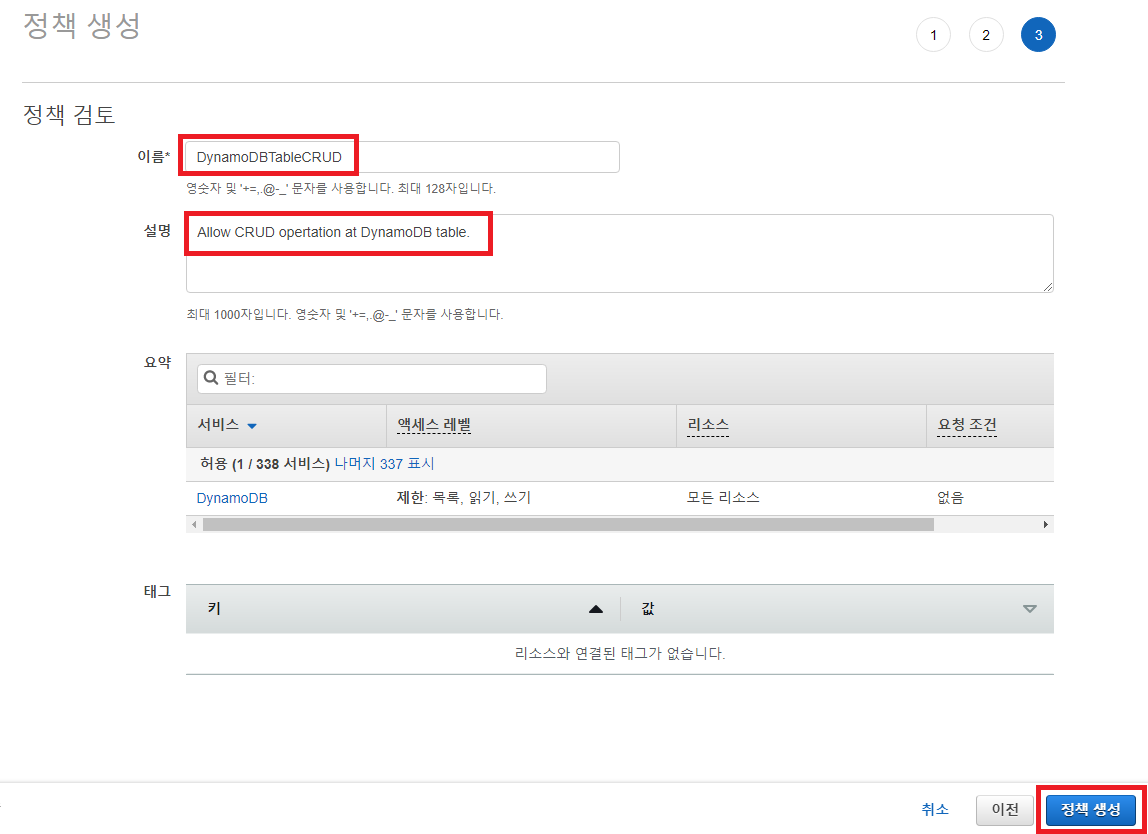 정책 생성
1 2 3
정책 검토
이름* DynamoDBTableCRUD
영숫자 및 '+=,.@-_' 문자를 사용합니다. 최대 128자입니다.
설명 Allow CRUD opertation at DynamoDB table.
최대 1000자입니다. 영숫자 및 '+=,.@-_' 문자를 사용합니다.
요약 필터:
서비스 액세스 레벨 리소스 요청 조건
허용 (1 / 338 서비스) 나머지 337 표시
DynamoDB 제한: 목록, 읽기, 쓰기 모든 리소스 없음
태그 키 값
리소스와 연결된 태그가 없습니다.
취소 이전 정책 생성